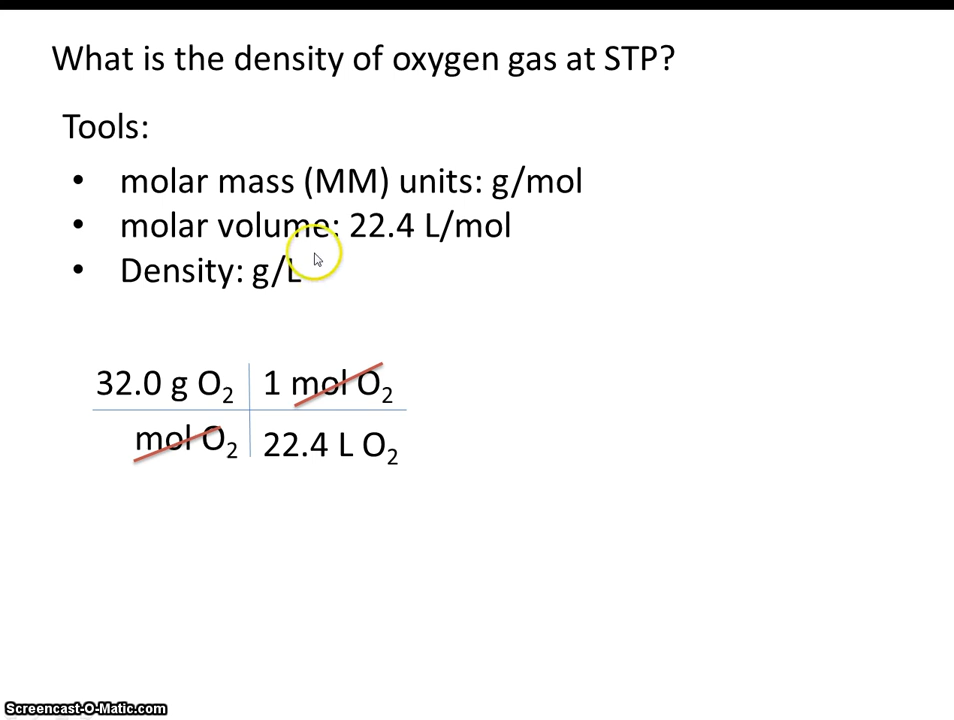 What is the density of oxygen gas at STP?
Tools:
• molar mass (MM) units: g/mol
• molar volume: 22.4 L/mol
• Density: g/L
32.0 g O₂ 1 mol O₂
mol O₂ 22.4 L O₂
Screencast-O-Matic.com